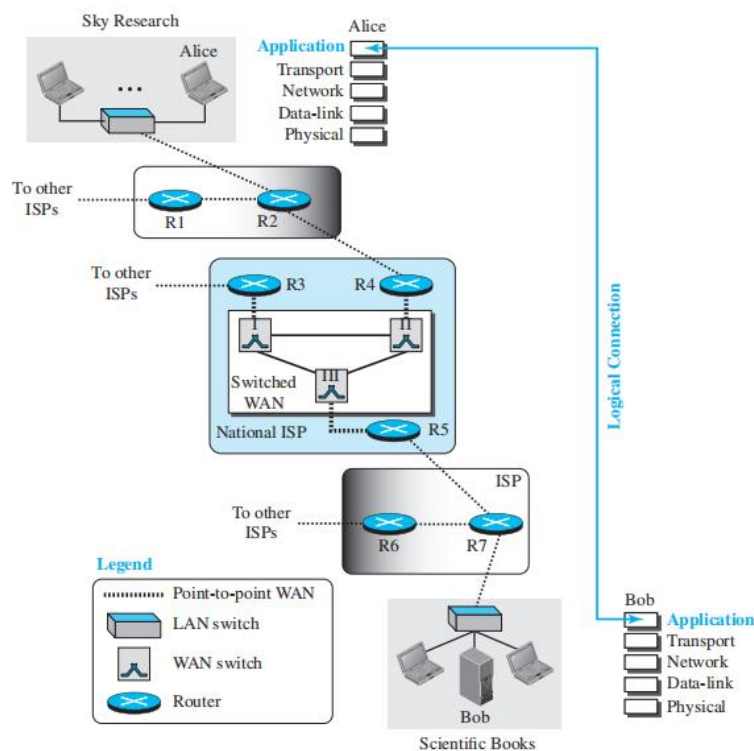 Sky Research
Alice
Alice
Application
Transport
Network
Data-link
Physical
To other
ISPs
R1
R2
To other
ISPs
R3
R4
I
II
III
Switched
WAN
National ISP
R5
Logical Connection
ISP
To other
ISPs
R6
R7
Legend
Point-to-point WAN
LAN switch
WAN switch
Router
Bob
Scientific Books
Bob
Application
Transport
Network
Data-link
Physical